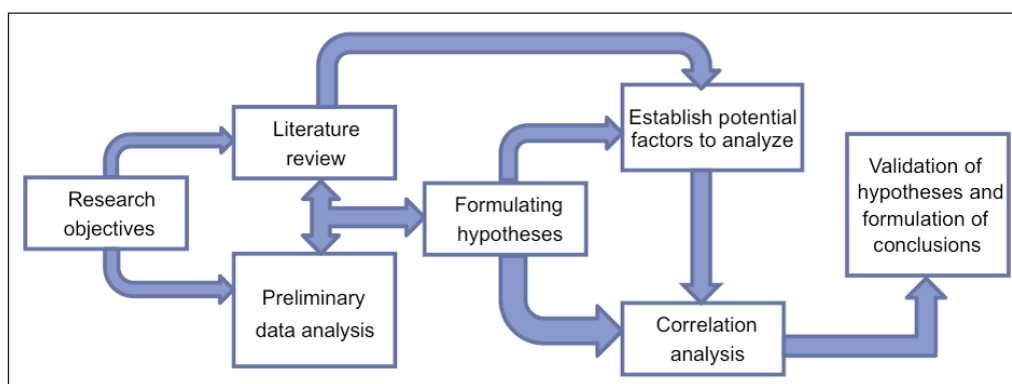 Research
objectives
Literature
review
Preliminary
data analysis
Formulating
hypotheses
Establish potential
factors to analyze
Correlation
analysis
Validation of
hypotheses and
formulation of
conclusions